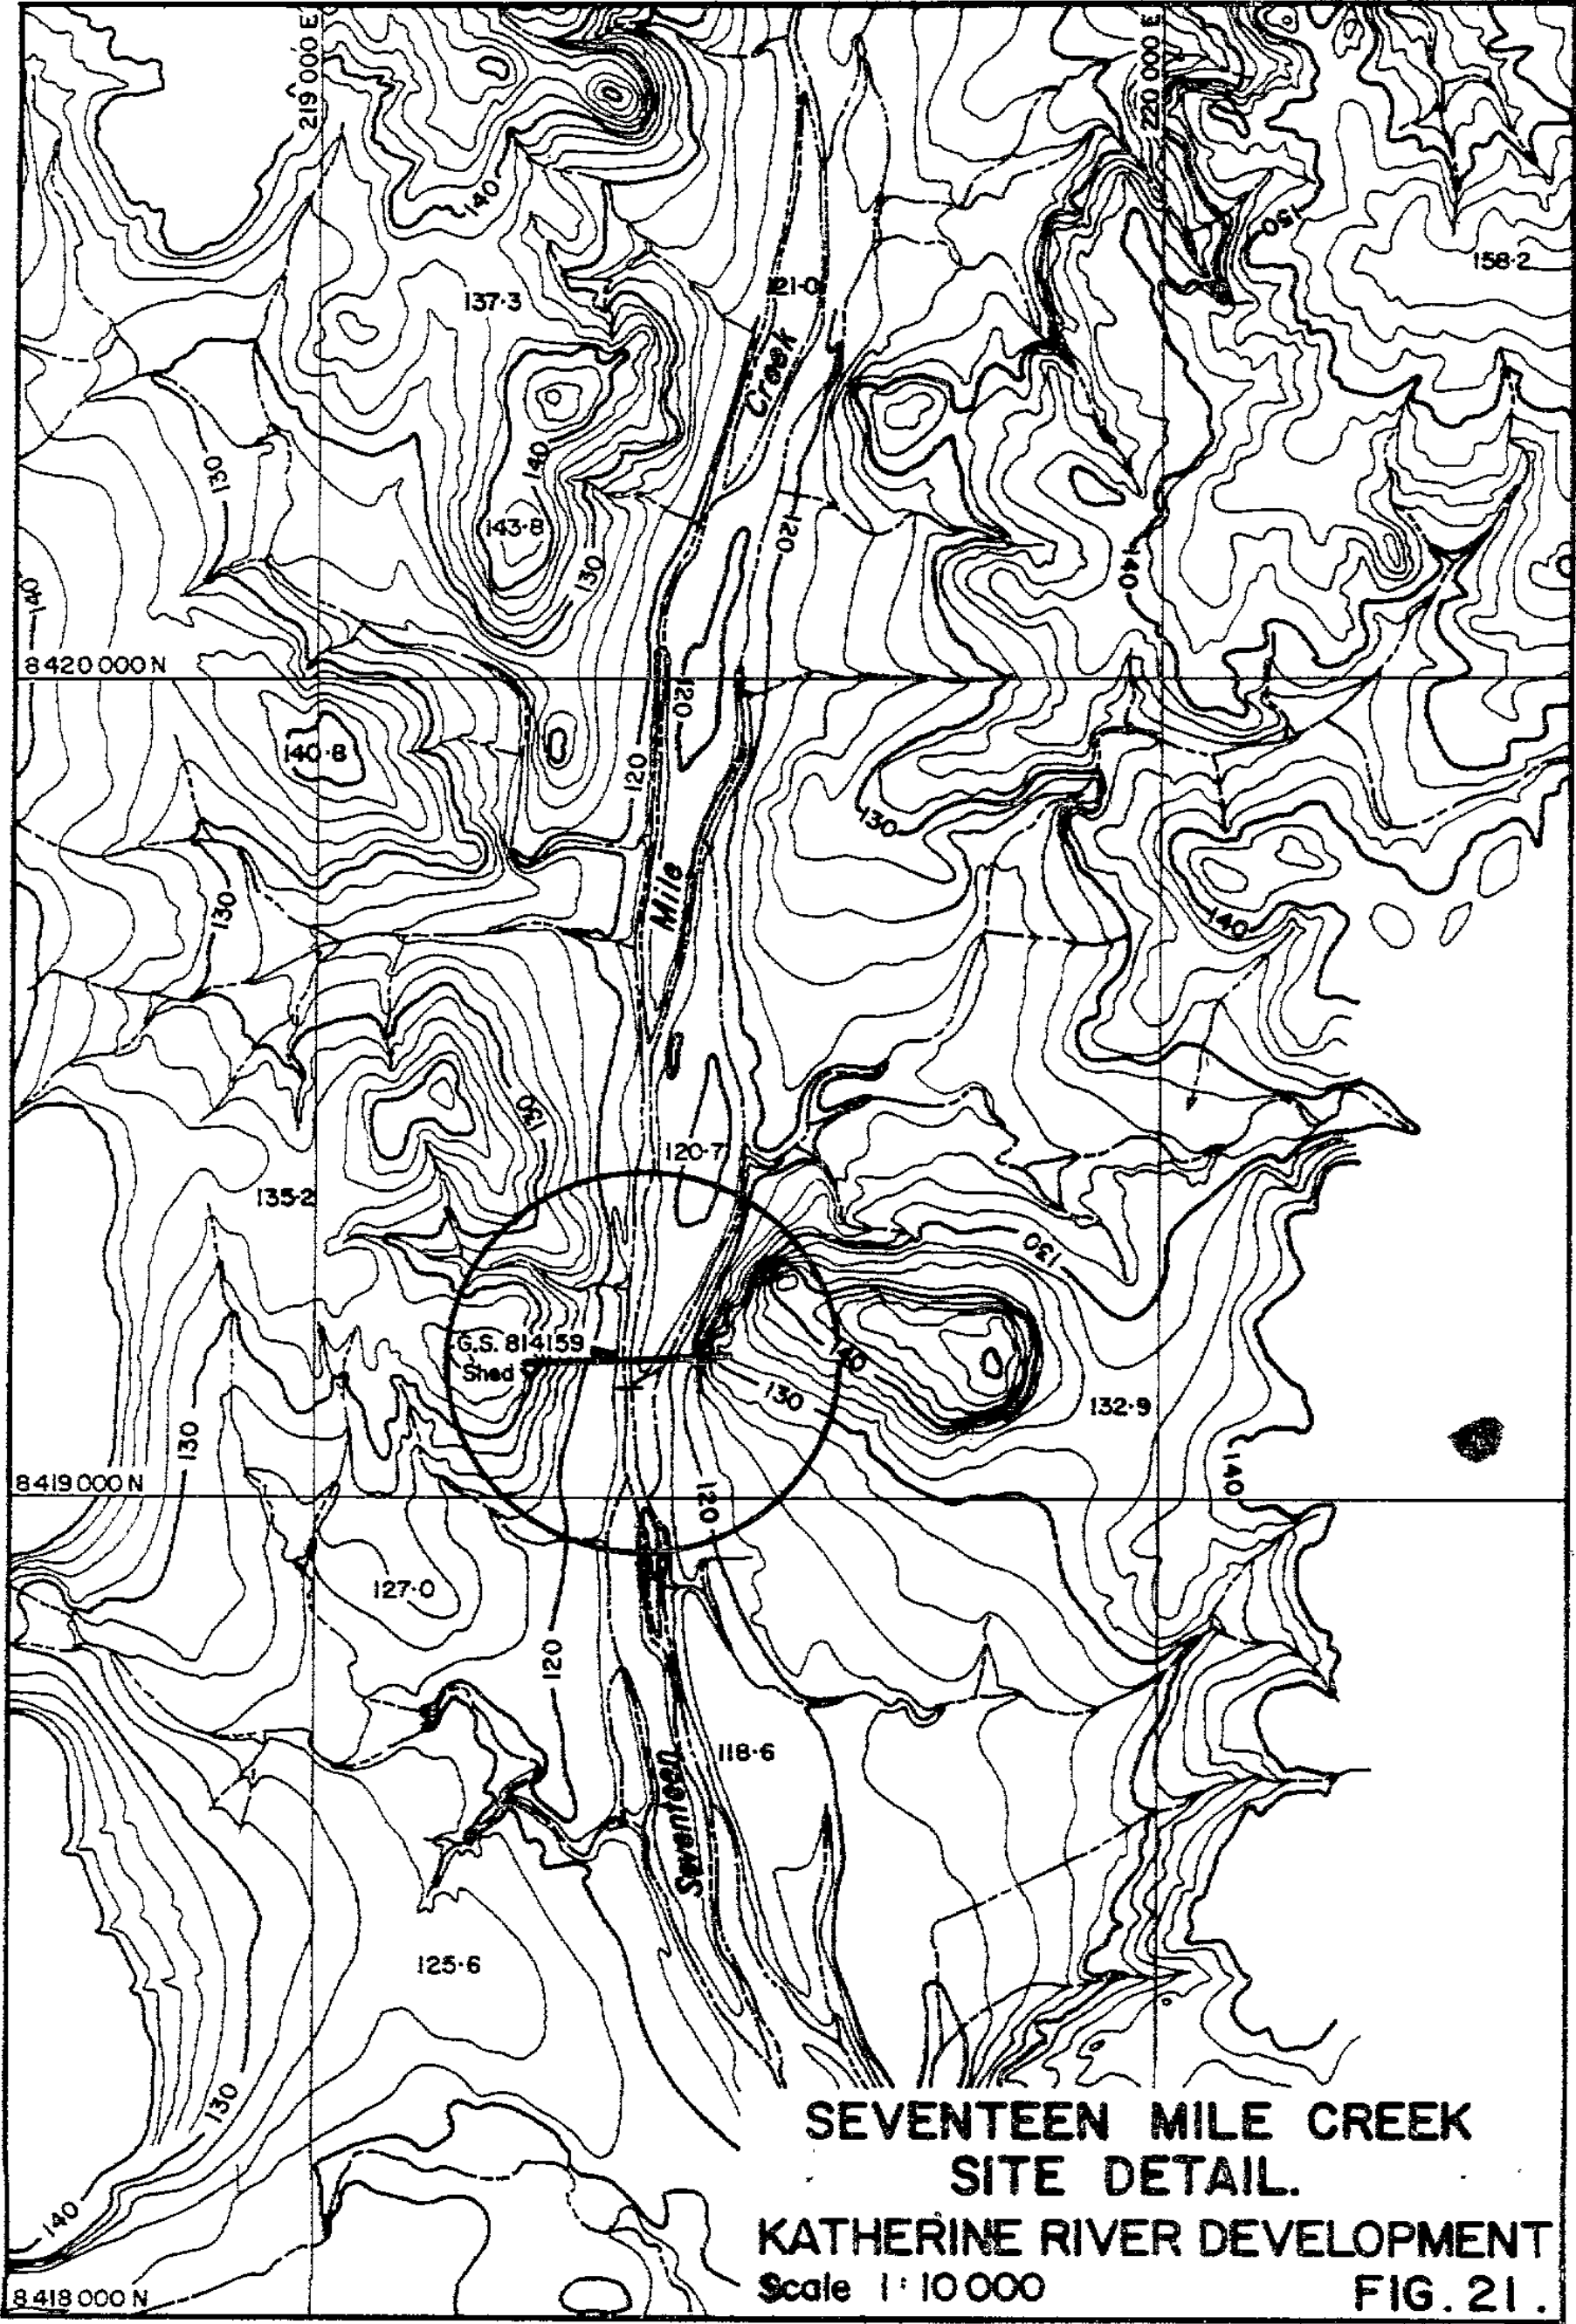 219 000 E
220 000 E
140
150
158·2
137·3
121·0
Creek
130
140
143·8
120
130
140
140
8 420 000 N
120
140·8
120
130
Mile
130
140
130
120·7
135·2
130
G.S. 814159
Shed
140
130
132·9
130
140
8 419 000 N
120
127·0
120
118·6
Seventeen
125·6
130
SEVENTEEN MILE CREEK
SITE DETAIL.
140
KATHERINE RIVER DEVELOPMENT
Scale 1 : 10 000
FIG. 21.
8 418 000 N